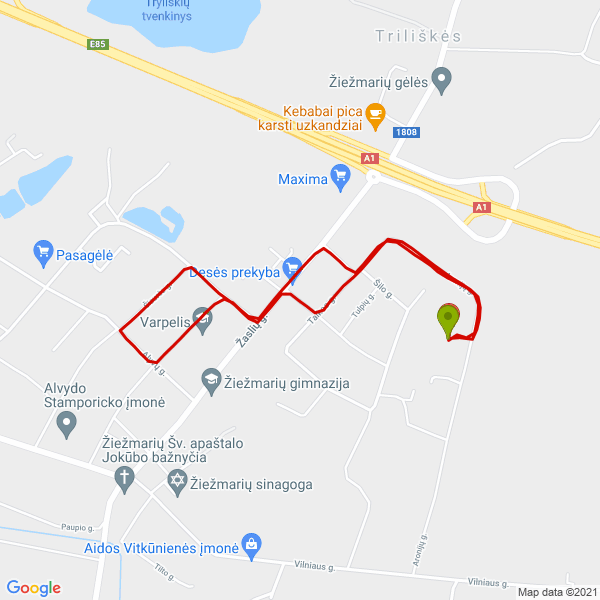 Tryliškių
tvenkinys
Triliškės
E85
Žiežmarių gėlės
Kebabai pica
karsti uzkandziai
1808
A1
Maxima
A1
Pasagėlė
Desės prekyba
Šilo g.
Tulpių g.
Varpelis
Žaslių g.
Žiežmarių gimnazija
Alvydo
Stamporicko įmonė
Žiežmarių Šv. apaštalo
Jokūbo bažnyčia
Žiežmarių sinagoga
Paupio g.
Aidos Vitkūnienės įmonė
Tilto g.
Vilniaus g.
Aronijų g.
Vilniaus g.
Google
Map data ©2021